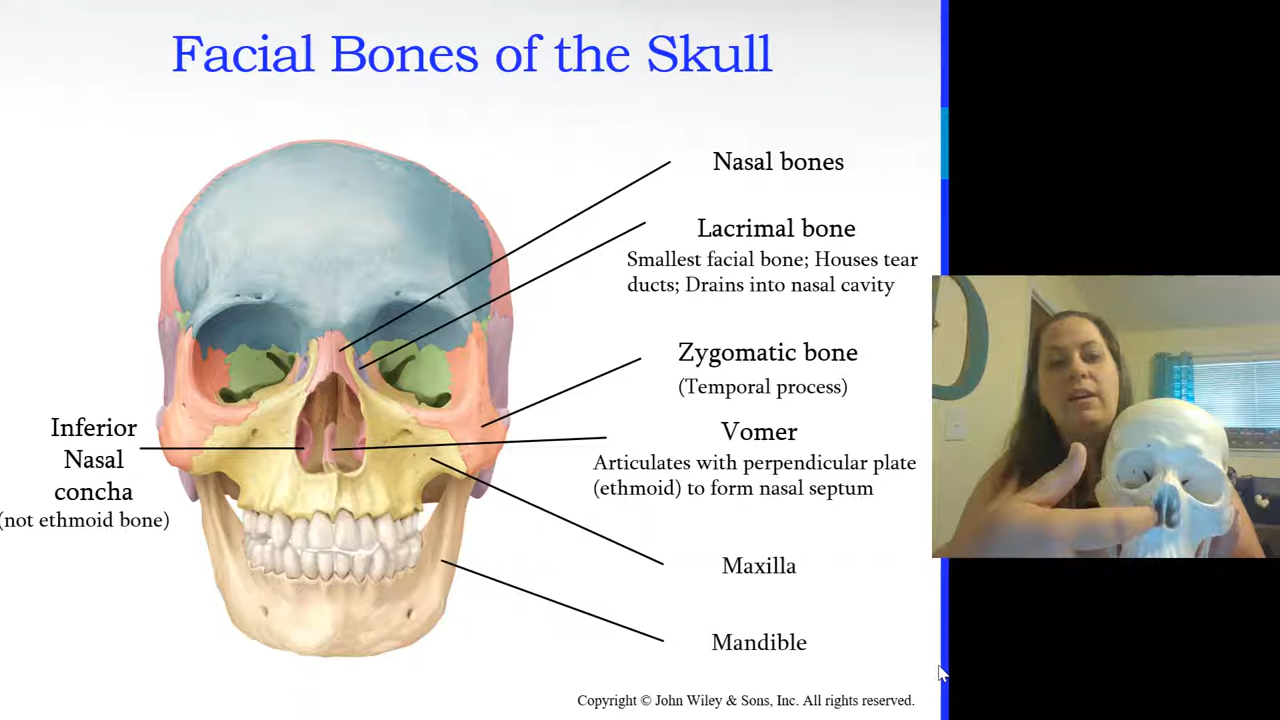 Facial Bones of the Skull
Nasal bones
Lacrimal bone
Smallest facial bone; Houses tear
ducts; Drains into nasal cavity
Zygomatic bone
(Temporal process)
Vomer
Articulates with perpendicular plate
(ethmoid) to form nasal septum
Inferior
Nasal
concha
(not ethmoid bone)
Maxilla
Mandible
Copyright © John Wiley & Sons, Inc. All rights reserved.